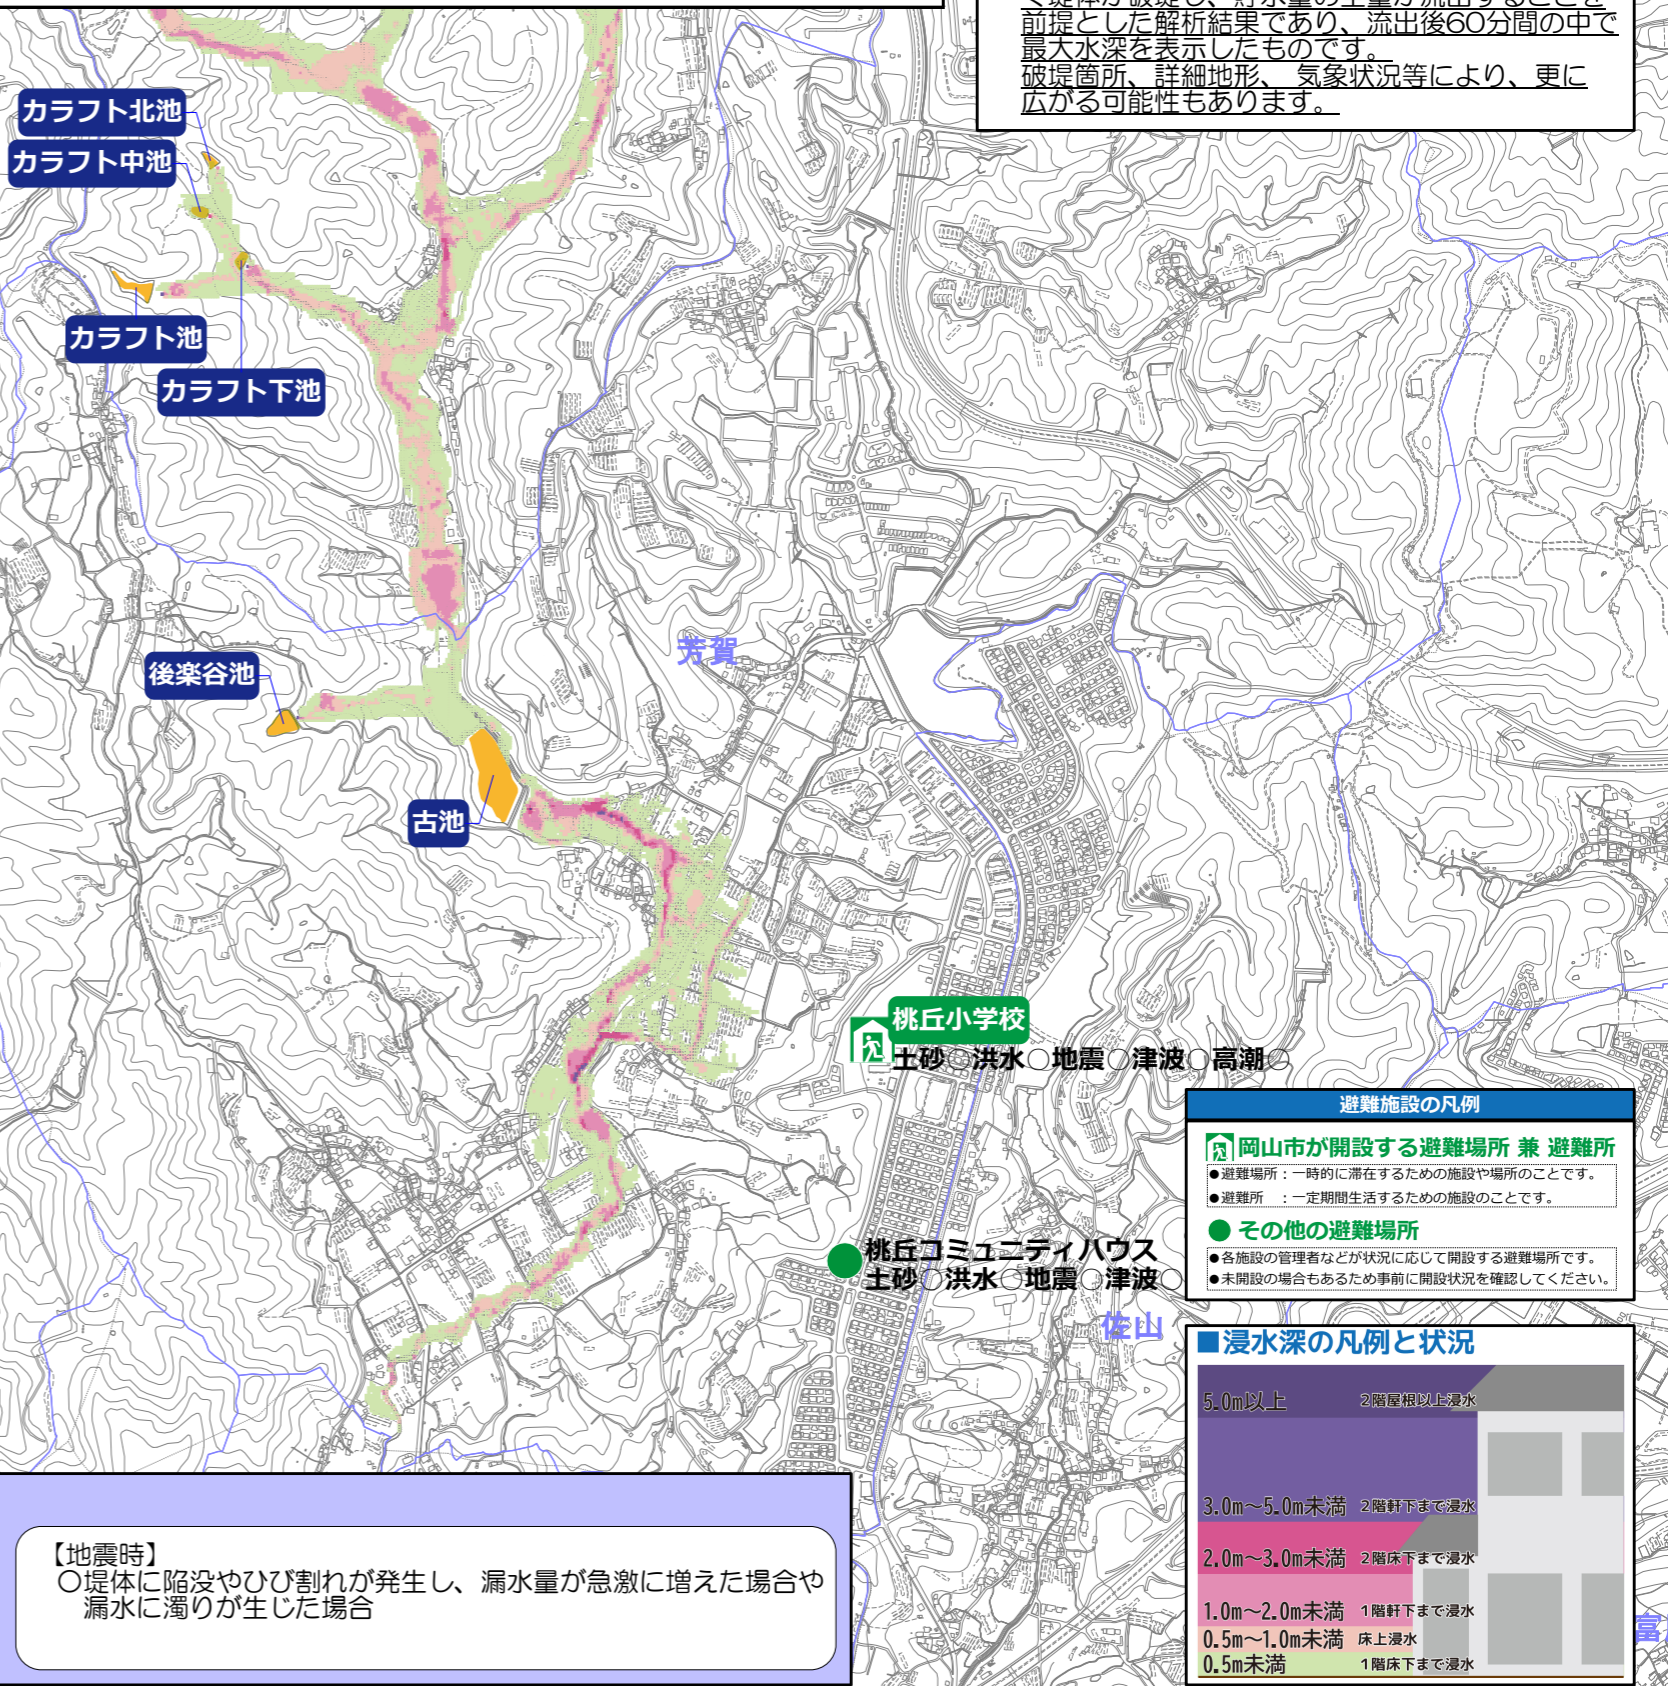 前提とした解析結果であり、流出後60分間の中で
最大水深を表示したものです。
破堤箇所、詳細地形、気象状況等により、更に
広がる可能性もあります。
カラフト北池
カラフト中池
カラフト池
カラフト下池
芳賀
後楽谷池
古池
桃丘小学校
土砂○洪水○地震○津波○高潮○
避難施設の凡例
岡山市が開設する避難場所 兼 避難所
●避難場所：一時的に滞在するための施設や場所のことです。
●避難所　：一定期間生活するための施設のことです。
● その他の避難場所
●各施設の管理者などが状況に応じて開設する避難場所です。
●未開設の場合もあるため事前に開設状況を確認してください。
桃丘コミュニティハウス
土砂○洪水○地震○津波○
佐山
■浸水深の凡例と状況
5.0m以上 2階屋根以上浸水
3.0m～5.0m未満 2階軒下まで浸水
2.0m～3.0m未満 2階床下まで浸水
1.0m～2.0m未満 1階軒下まで浸水
0.5m～1.0m未満 床上浸水
0.5m未満 1階床下まで浸水
富
【地震時】
○堤体に陥没やひび割れが発生し、漏水量が急激に増えた場合や
漏水に濁りが生じた場合